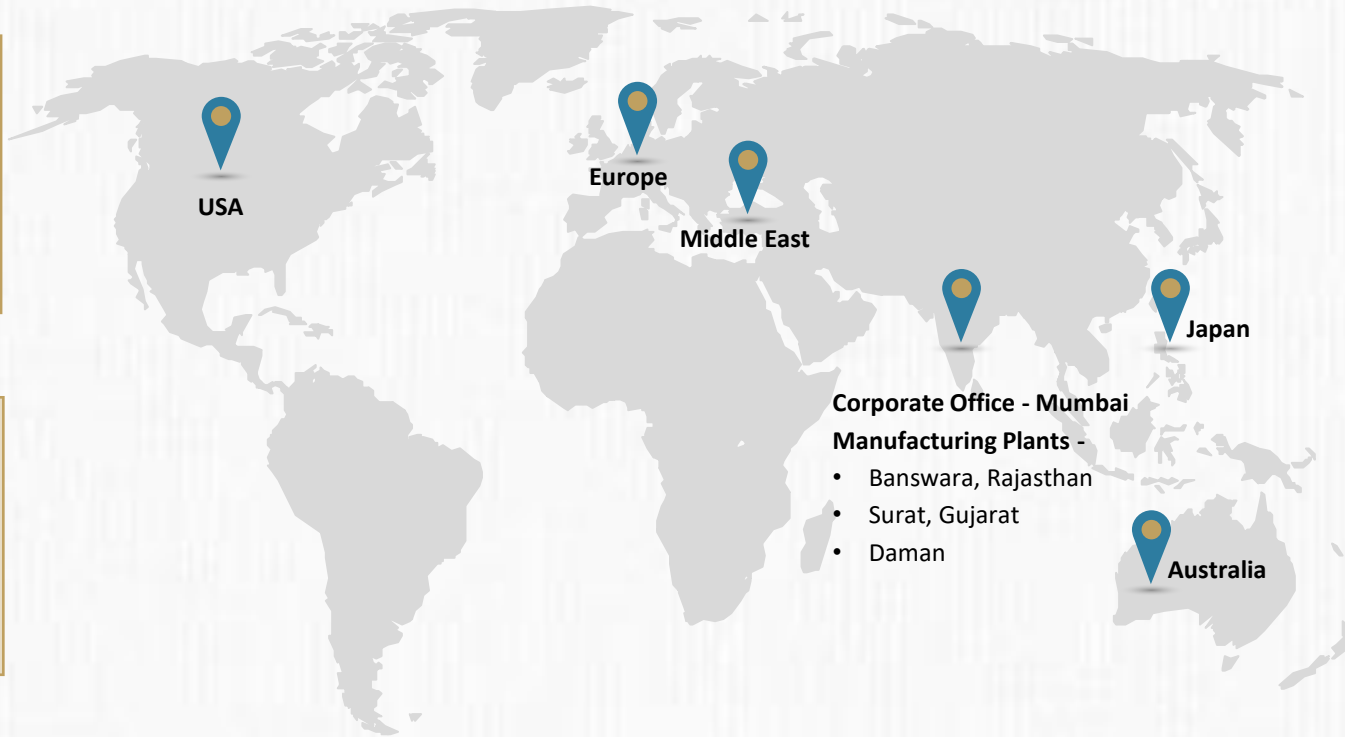 USA
Europe
Middle East
Japan
Corporate Office - Mumbai
Manufacturing Plants -
• Banswara, Rajasthan
• Surat, Gujarat
• Daman
Australia